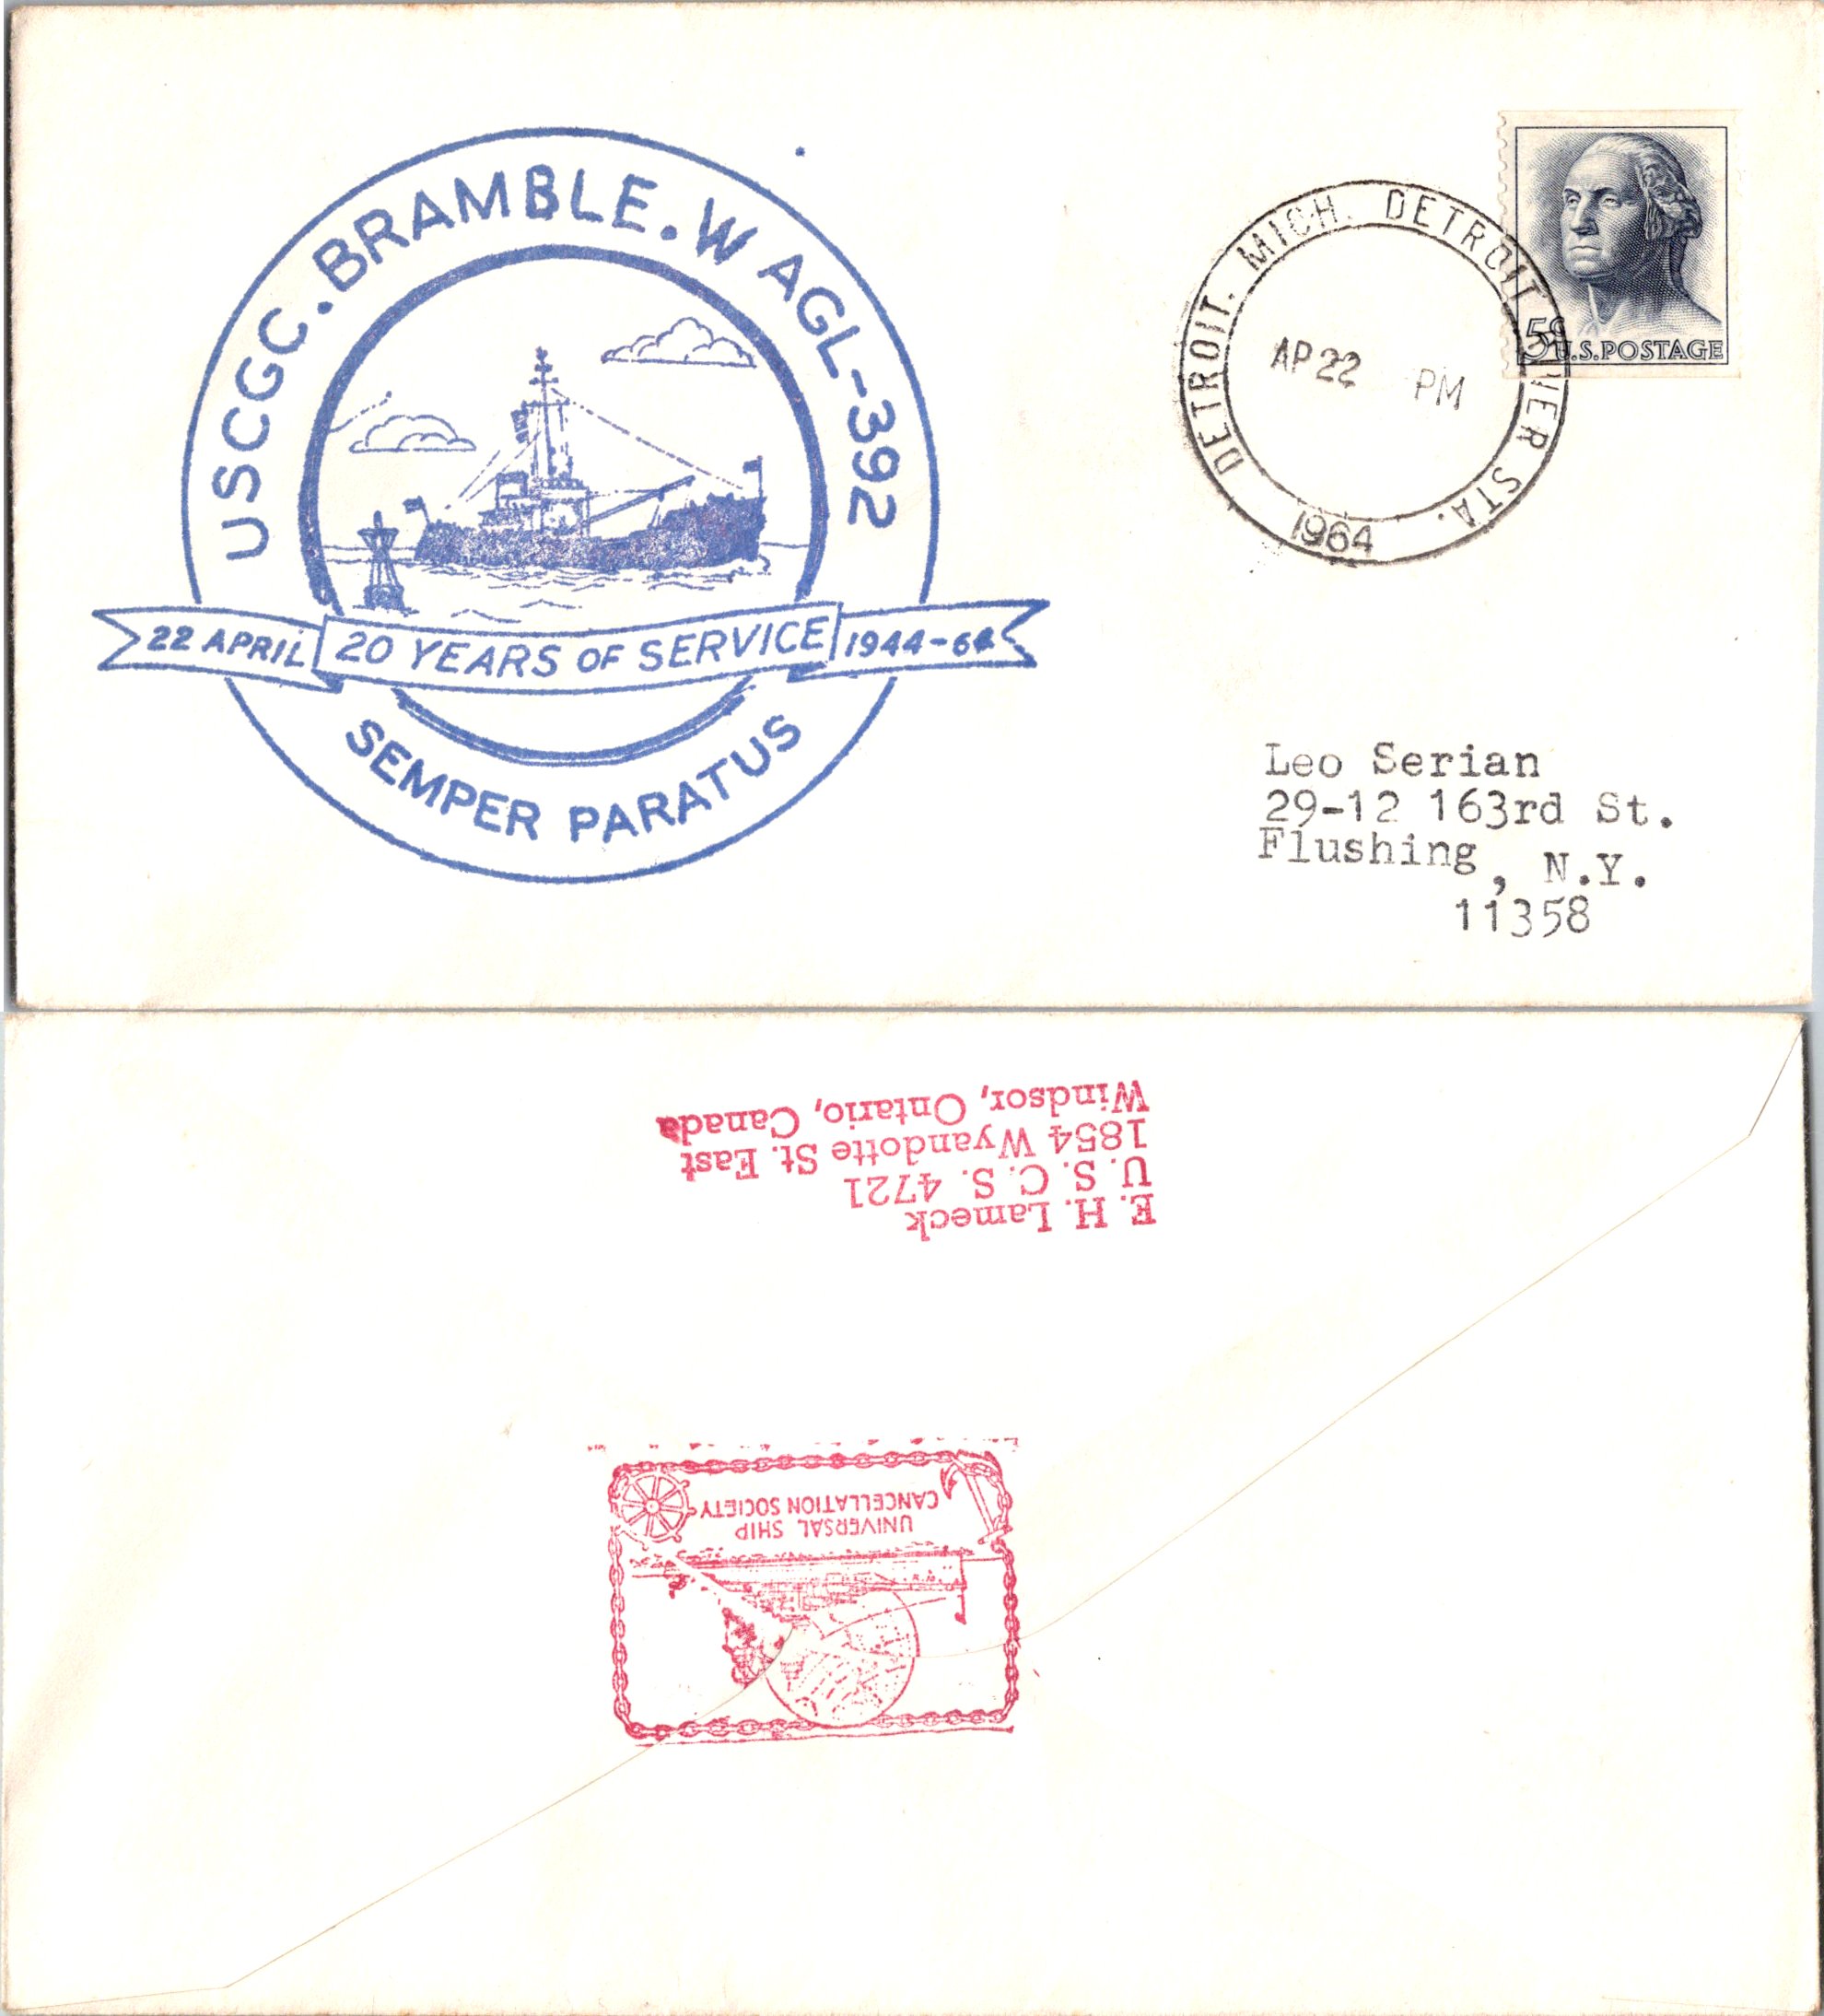 USCGC. BRAMBLE. W AGL-392
22 APRIL 20 YEARS OF SERVICE 1944-64
SEMPER PARATUS
DETROIT. MICH. DETROIT RIVER STA.
AP 22 PM
1964
5¢ U.S. POSTAGE
Leo Serian
29-12 163rd St.
Flushing, N.Y.
11358
E. H. Lameck
U. S. C. S. 4721
1854 Wyandotte St. East
Windsor, Ontario, Canada
UNIVERSAL SHIP
CANCELLATION SOCIETY